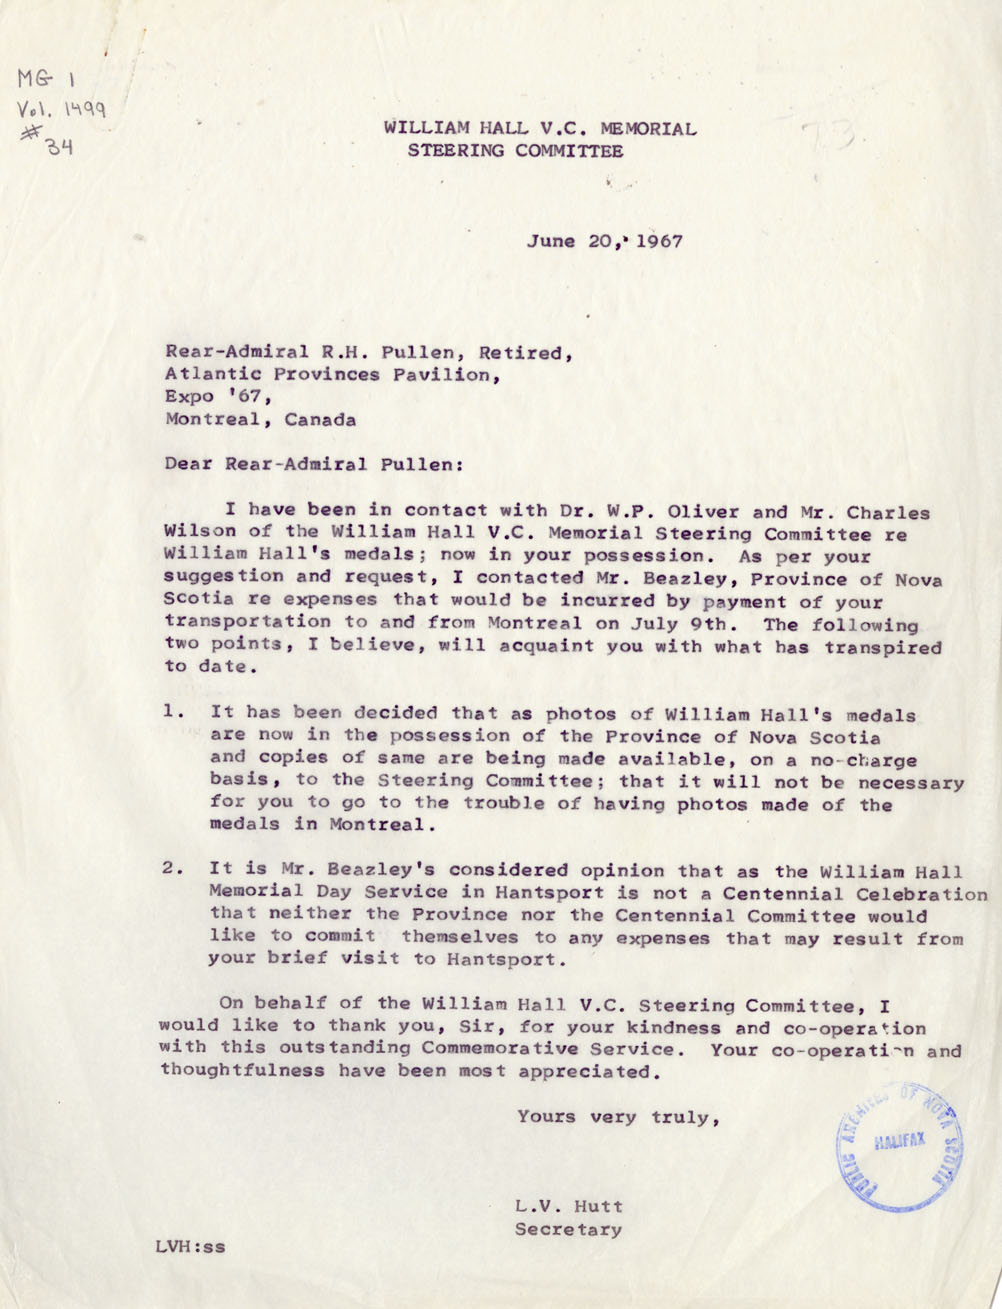 MG 1
Vol. 1499
#34
WILLIAM HALL V.C. MEMORIAL
STEERING COMMITTEE
June 20, 1967
Rear-Admiral R.H. Pullen, Retired,
Atlantic Provinces Pavilion,
Expo '67,
Montreal, Canada
Dear Rear-Admiral Pullen:
I have been in contact with Dr. W.P. Oliver and Mr. Charles
Wilson of the William Hall V.C. Memorial Steering Committee re
William Hall's medals; now in your possession. As per your
suggestion and request, I contacted Mr. Beazley, Province of Nova
Scotia re expenses that would be incurred by payment of your
transportation to and from Montreal on July 9th. The following
two points, I believe, will acquaint you with what has transpired
to date.
1. It has been decided that as photos of William Hall's medals
are now in the possession of the Province of Nova Scotia
and copies of same are being made available, on a no-charge
basis, to the Steering Committee; that it will not be necessary
for you to go to the trouble of having photos made of the
medals in Montreal.
2. It is Mr. Beazley's considered opinion that as the William Hall
Memorial Day Service in Hantsport is not a Centennial Celebration
that neither the Province nor the Centennial Committee would
like to commit themselves to any expenses that may result from
your brief visit to Hantsport.
On behalf of the William Hall V.C. Steering Committee, I
would like to thank you, Sir, for your kindness and co-operation
with this outstanding Commemorative Service. Your co-operation and
thoughtfulness have been most appreciated.
Yours very truly,
PUBLIC ARCHIVES OF NOVA SCOTIA
HALIFAX
L.V. Hutt
Secretary
LVH:ss